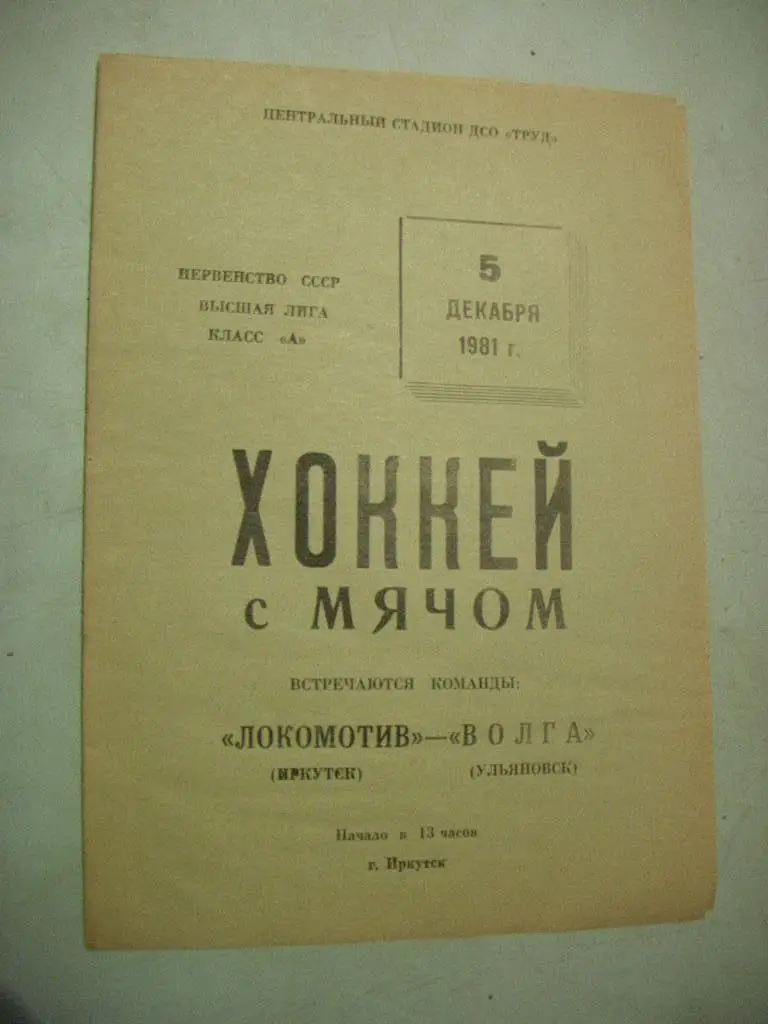 ЦЕНТРАЛЬНЫЙ СТАДИОН ДСО «ТРУД»
ПЕРВЕНСТВО СССР
ВЫСШАЯ ЛИГА
КЛАСС «А»
5
ДЕКАБРЯ
1981 г.
ХОККЕЙ
с МЯЧОМ
ВСТРЕЧАЮТСЯ КОМАНДЫ:
«ЛОКОМОТИВ»—«ВОЛГА»
(ИРКУТСК) (УЛЬЯНОВСК)
Начало в 13 часов
г. Иркутск